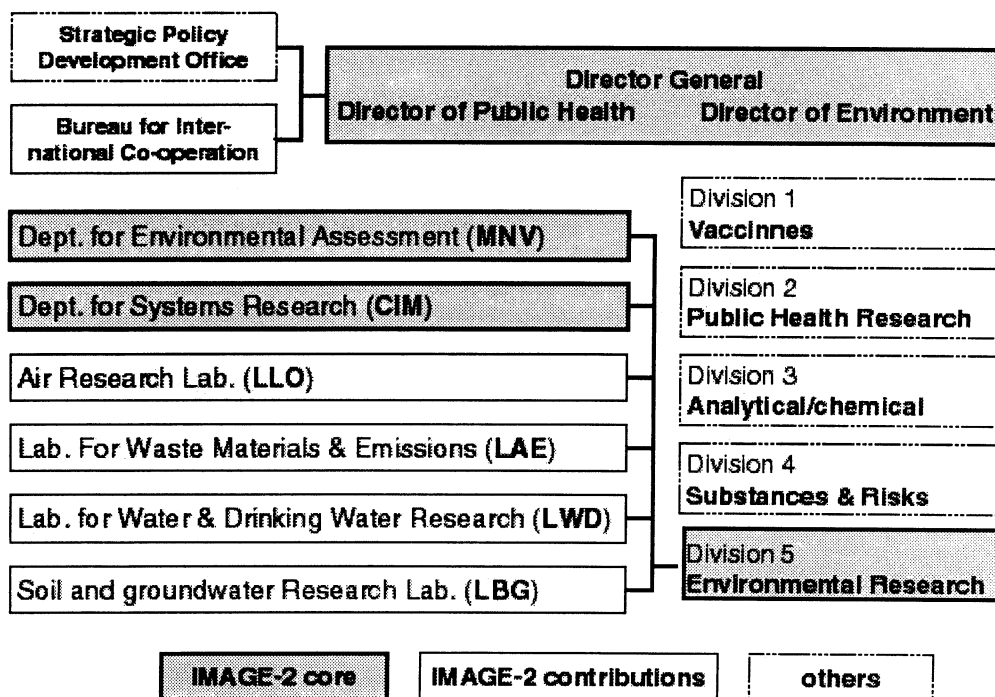 Strategic Policy
Development Office
Bureau for Inter-
national Co-operation
Director General
Director of Public Health Director of Environment
Dept. for Environmental Assessment (MNV)
Dept. for Systems Research (CIM)
Air Research Lab. (LLO)
Lab. For Waste Materials & Emissions (LAE)
Lab. for Water & Drinking Water Research (LWD)
Soil and groundwater Research Lab. (LBG)
Division 1
Vaccinnes
Division 2
Public Health Research
Division 3
Analytical/chemical
Division 4
Substances & Risks
Division 5
Environmental Research
IMAGE-2 core
IMAGE-2 contributions
others